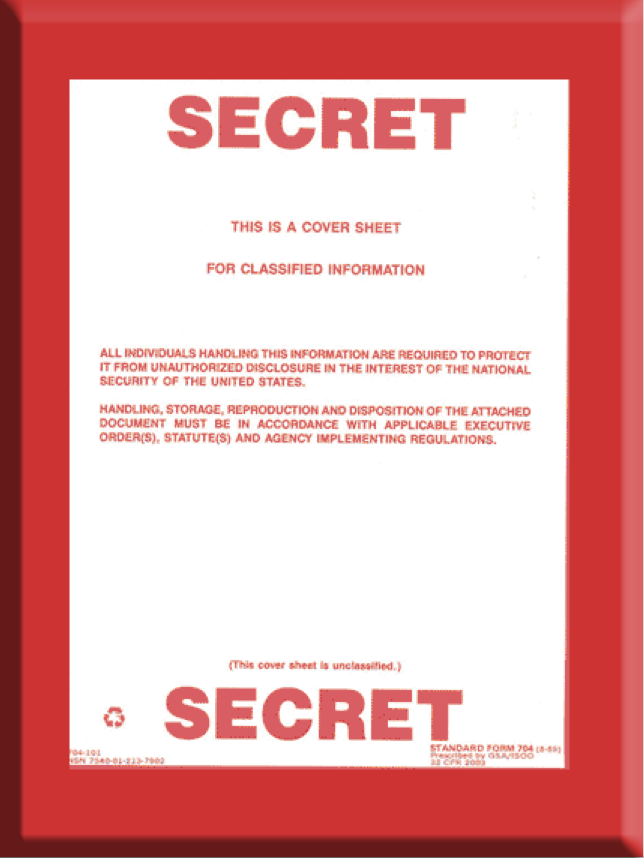 SECRET
THIS IS A COVER SHEET
FOR CLASSIFIED INFORMATION
ALL INDIVIDUALS HANDLING THIS INFORMATION ARE REQUIRED TO PROTECT
IT FROM UNAUTHORIZED DISCLOSURE IN THE INTEREST OF THE NATIONAL
SECURITY OF THE UNITED STATES.
HANDLING, STORAGE, REPRODUCTION AND DISPOSITION OF THE ATTACHED
DOCUMENT MUST BE IN ACCORDANCE WITH APPLICABLE EXECUTIVE
ORDER(S), STATUTE(S) AND AGENCY IMPLEMENTING REGULATIONS.
(This cover sheet is unclassified.)
SECRET
704-101
NSN 7540-01-213-7902
STANDARD FORM 704 (8-85)
Prescribed by GSA/ISOO
32 CFR 2003